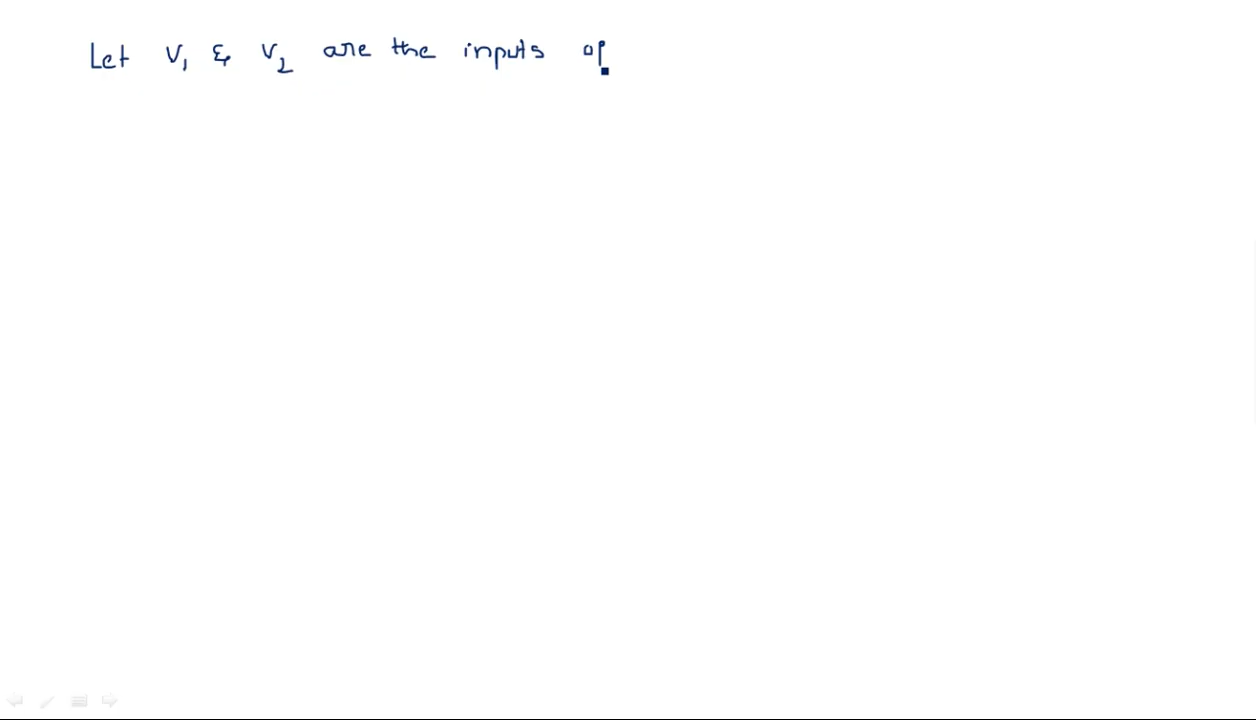 Let V₁ & V₂ are the inputs of